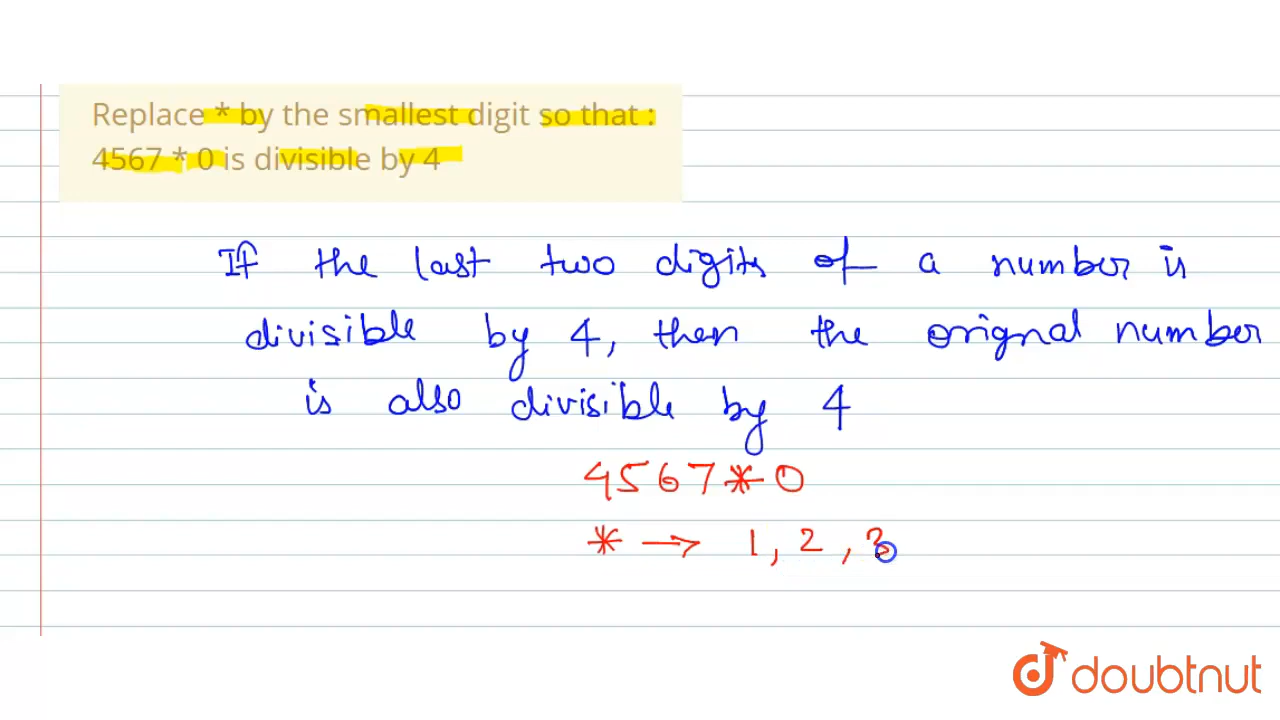 Replace * by the smallest digit so that :
4567 * 0 is divisible by 4
If the last two digits of a number is
divisible by 4, then the orignal number
is also divisible by 4
4567*0
* → 1, 2, 3
doubtnut